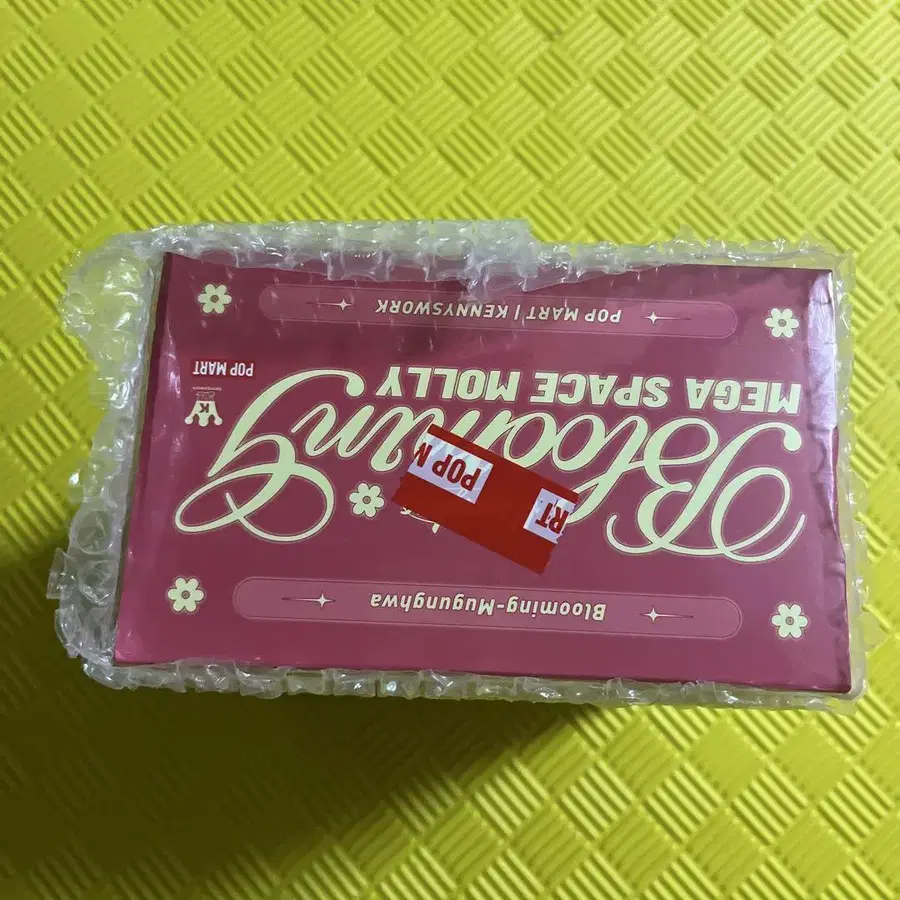 Blooming-Mugunghwa
Blooming
MEGA SPACE MOLLY
POP MART | KENNYSWORK
POP MART
K
POP M
RT